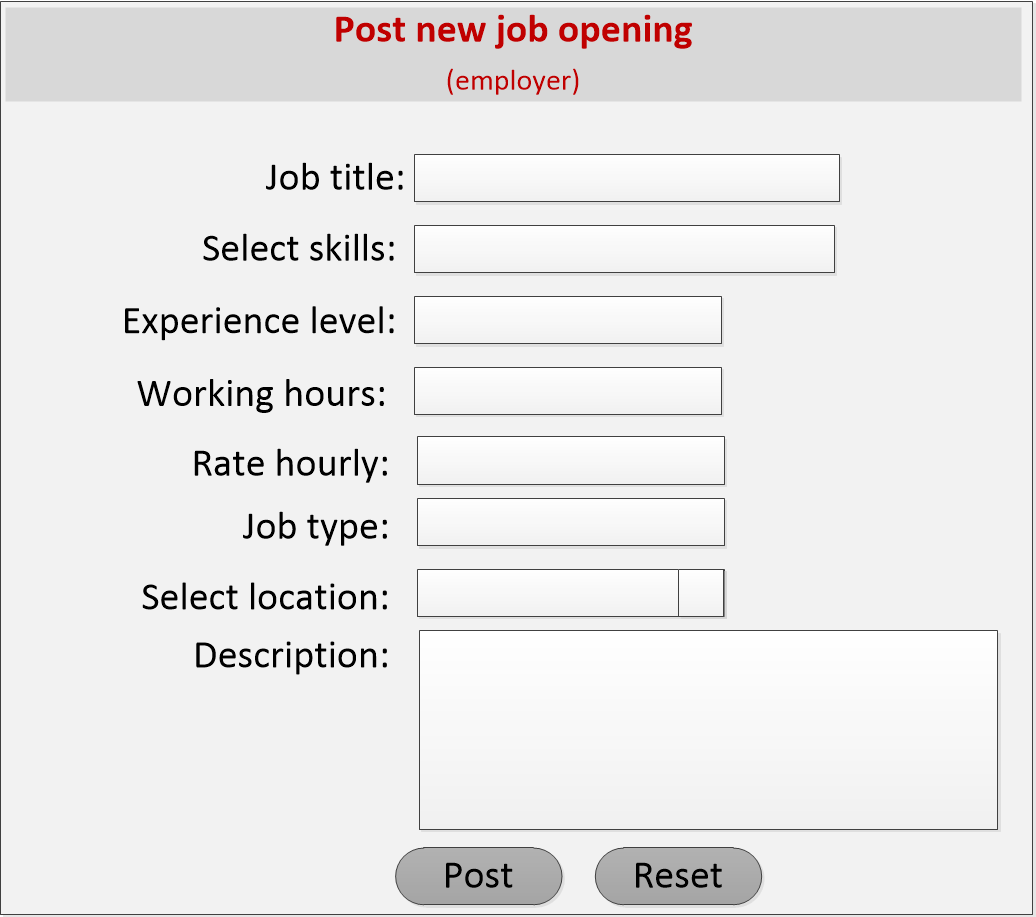 Post new job opening
(employer)
Job title:
Select skills:
Experience level:
Working hours:
Rate hourly:
Job type:
Select location:
Description:
Post Reset